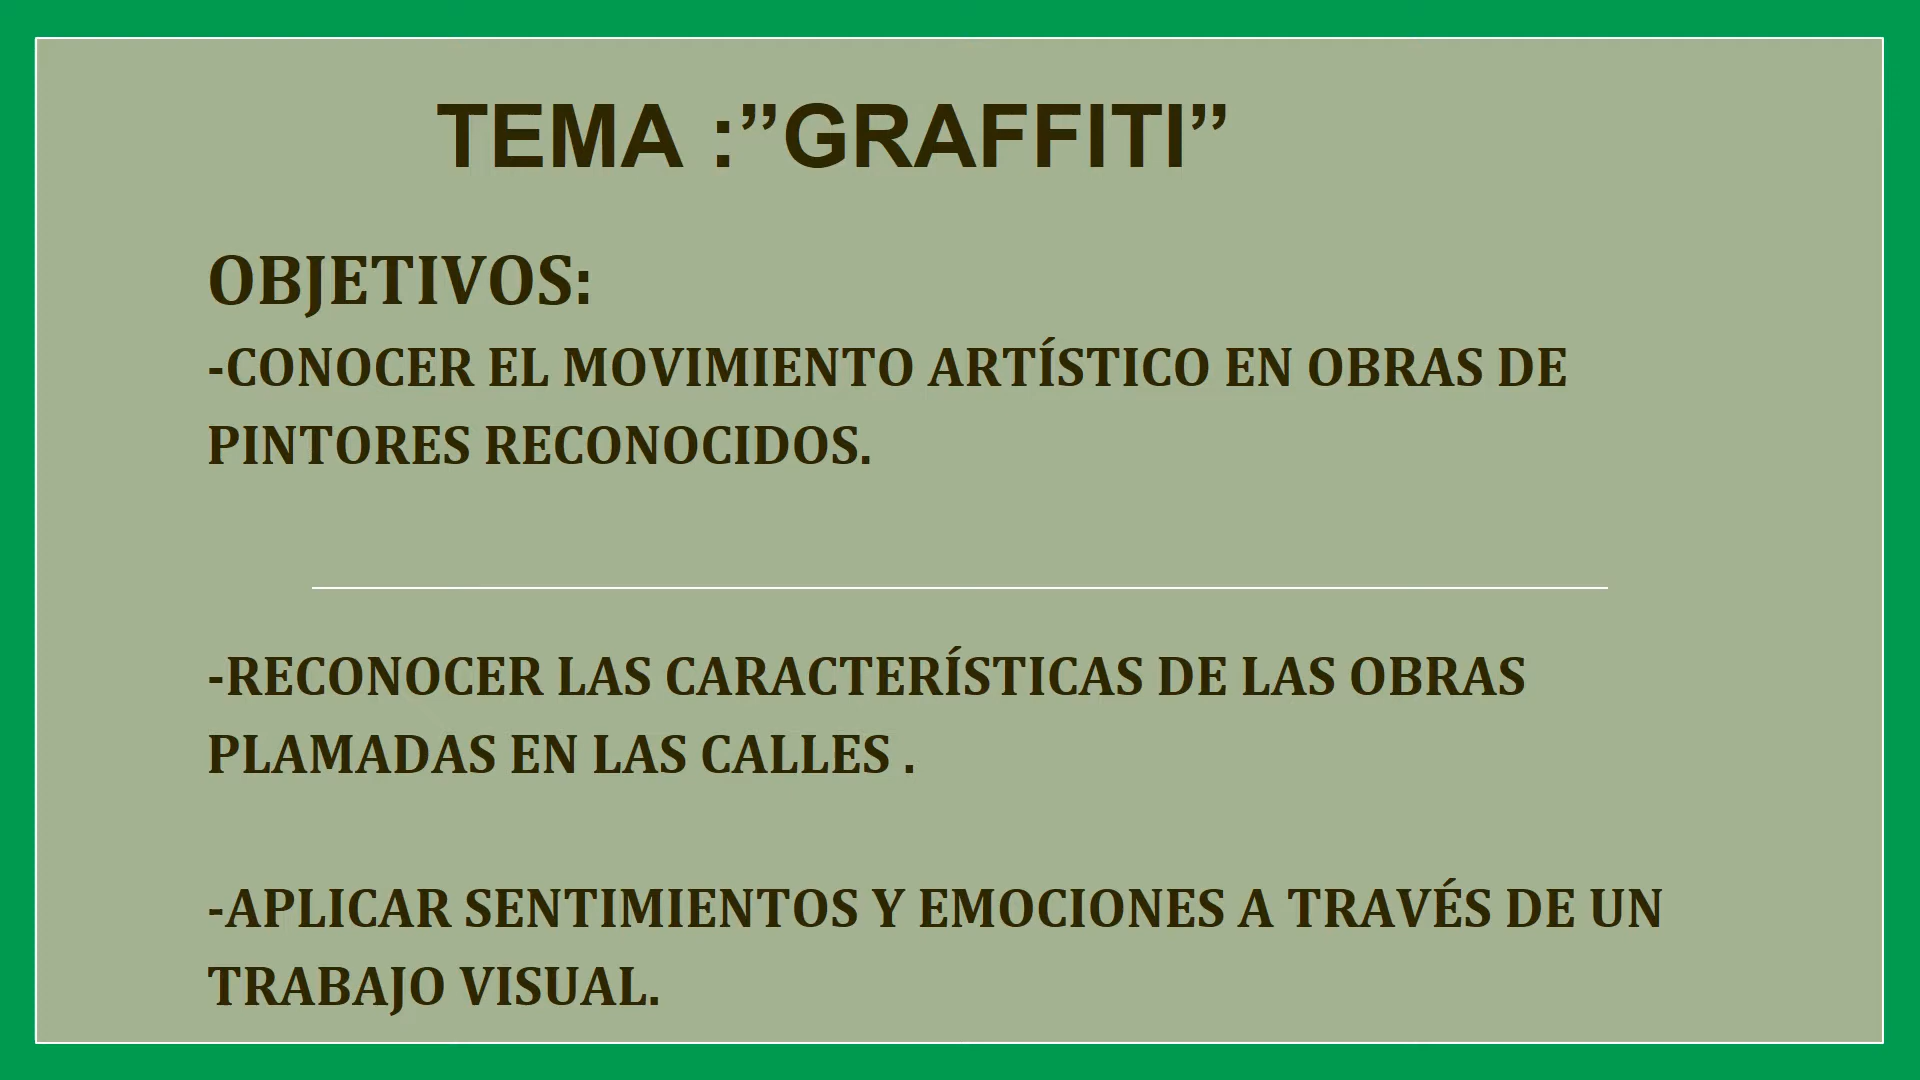 TEMA :”GRAFFITI”
OBJETIVOS:
-CONOCER EL MOVIMIENTO ARTÍSTICO EN OBRAS DE
PINTORES RECONOCIDOS.
-RECONOCER LAS CARACTERÍSTICAS DE LAS OBRAS
PLAMADAS EN LAS CALLES .
-APLICAR SENTIMIENTOS Y EMOCIONES A TRAVÉS DE UN
TRABAJO VISUAL.